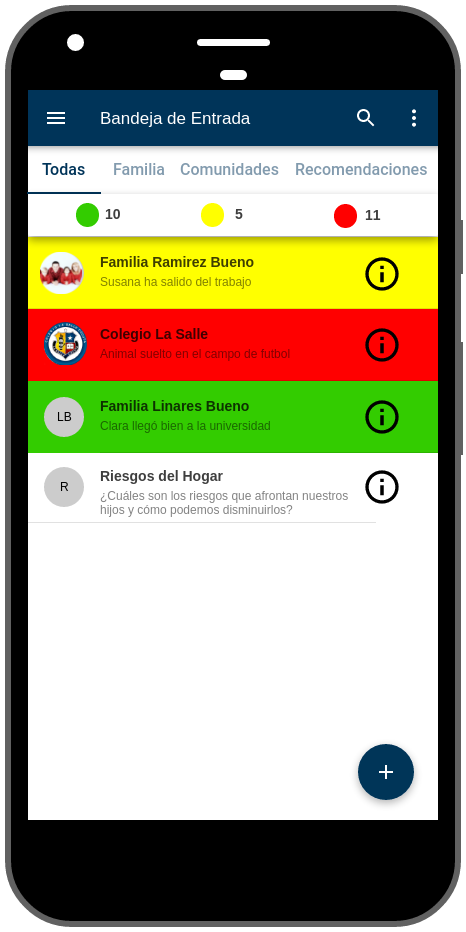 Bandeja de Entrada
Todas Familia Comunidades Recomendaciones
10 5 11
Familia Ramirez Bueno
Susana ha salido del trabajo
Colegio La Salle
Animal suelto en el campo de futbol
LB
Familia Linares Bueno
Clara llegó bien a la universidad
R
Riesgos del Hogar
¿Cuáles son los riesgos que afrontan nuestros
hijos y cómo podemos disminuirlos?